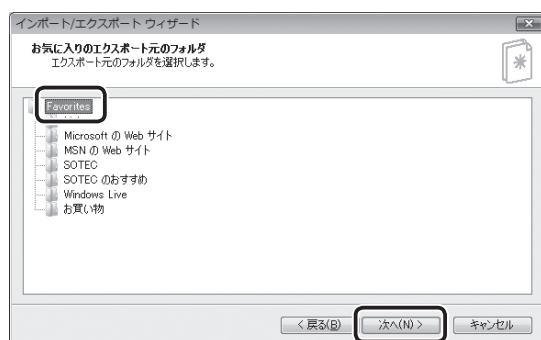 インポート/エクスポート ウィザード
お気に入りのエクスポート元のフォルダ
エクスポート元のフォルダを選択します。
Favorites
Microsoft の Web サイト
MSN の Web サイト
SOTEC
SOTEC のおすすめ
Windows Live
お買い物
< 戻る(B)
次へ(N) >
キャンセル